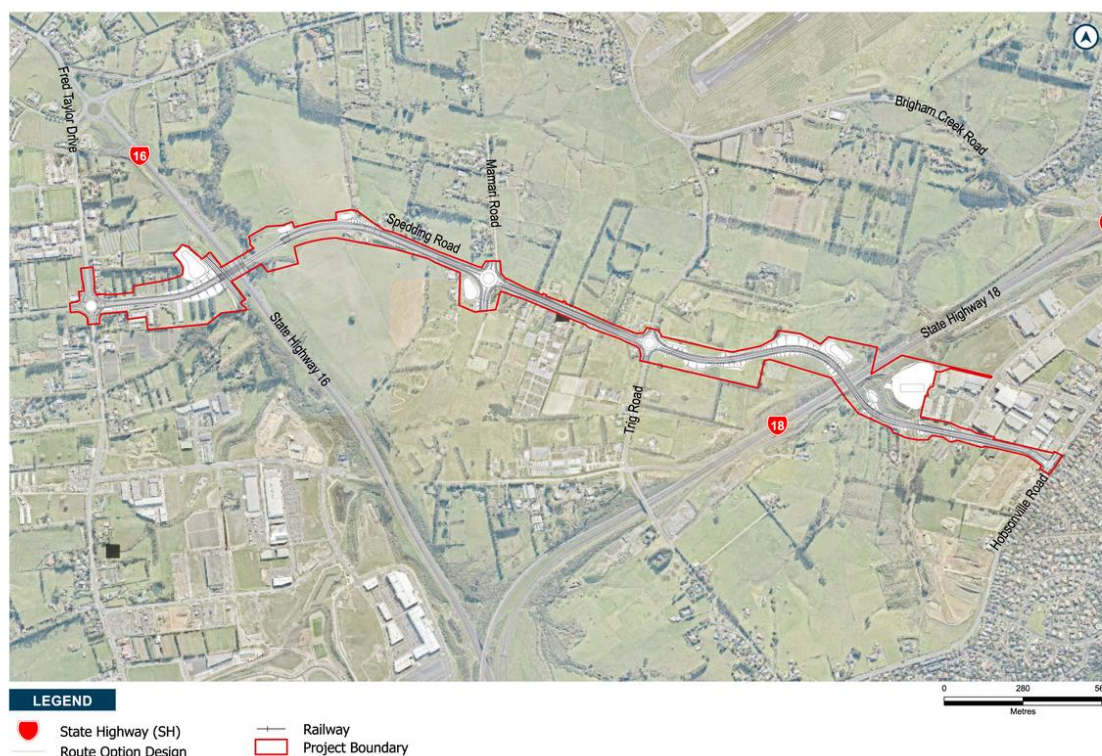 Fred Taylor Drive
16
Mamari Road
Brigham Creek Road
Spedding Road
State Highway 18
State Highway 16
Trig Road
18
Hobsonville Road
0 280
Metres
LEGEND
State Highway (SH)
Railway
Route Option Design
Project Boundary